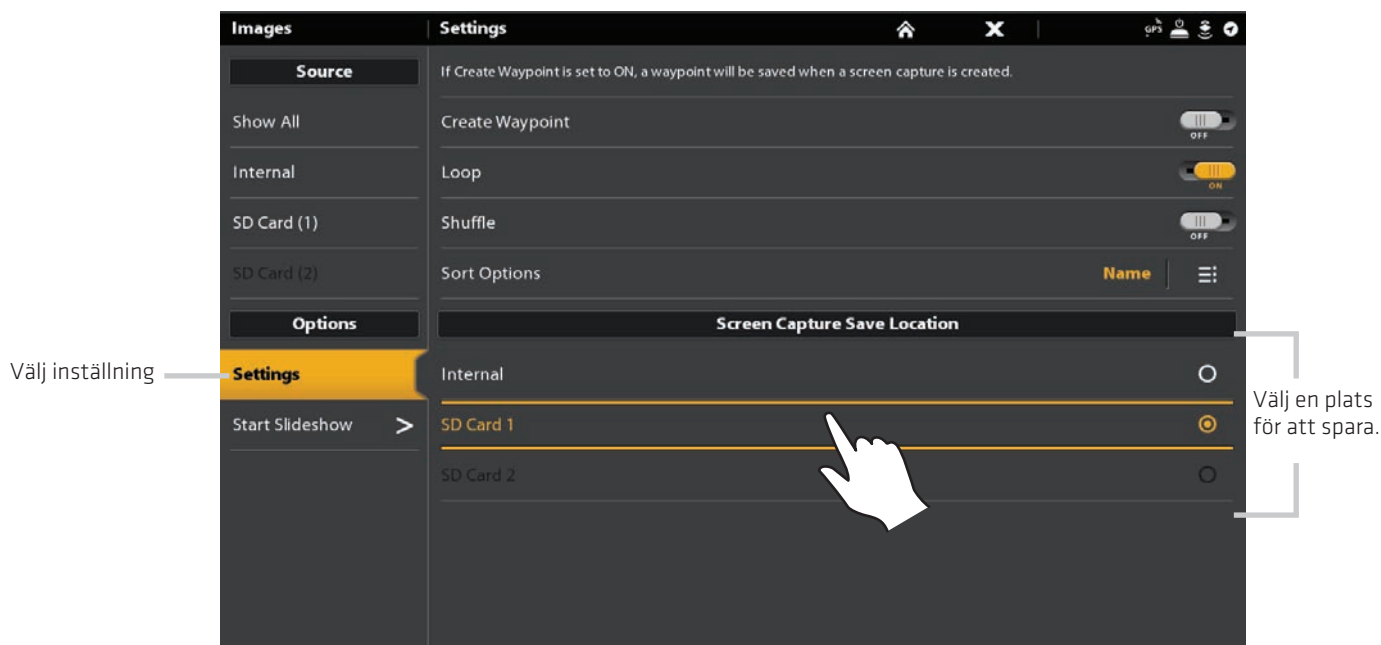 Images
Settings
GPS
Source
If Create Waypoint is set to ON, a waypoint will be saved when a screen capture is created.
Show All
Create Waypoint
OFF
Internal
Loop
ON
SD Card (1)
Shuffle
OFF
SD Card (2)
Sort Options
Name
Options
Screen Capture Save Location
Välj inställning
Settings
Internal
Start Slideshow >
SD Card 1
SD Card 2
Välj en plats
för att spara.